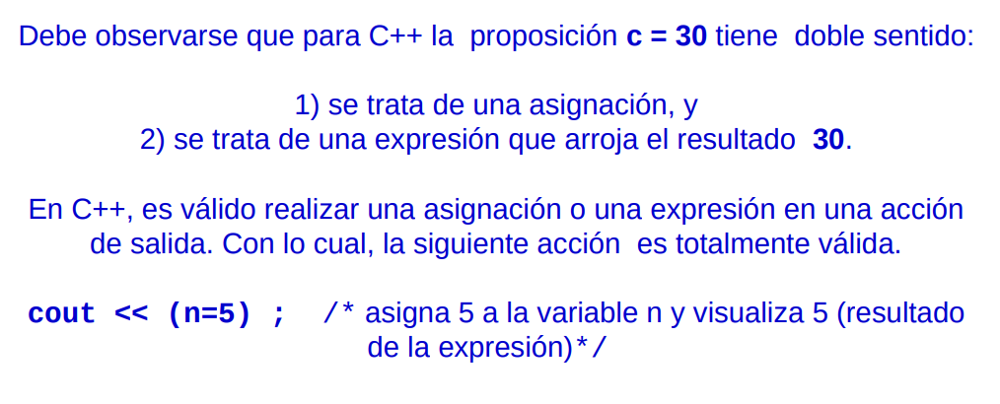 Debe observarse que para C++ la proposición c = 30 tiene doble sentido:
1) se trata de una asignación, y
2) se trata de una expresión que arroja el resultado 30.
En C++, es válido realizar una asignación o una expresión en una acción
de salida. Con lo cual, la siguiente acción es totalmente válida.
cout << (n=5) ; /* asigna 5 a la variable n y visualiza 5 (resultado
de la expresión)*/